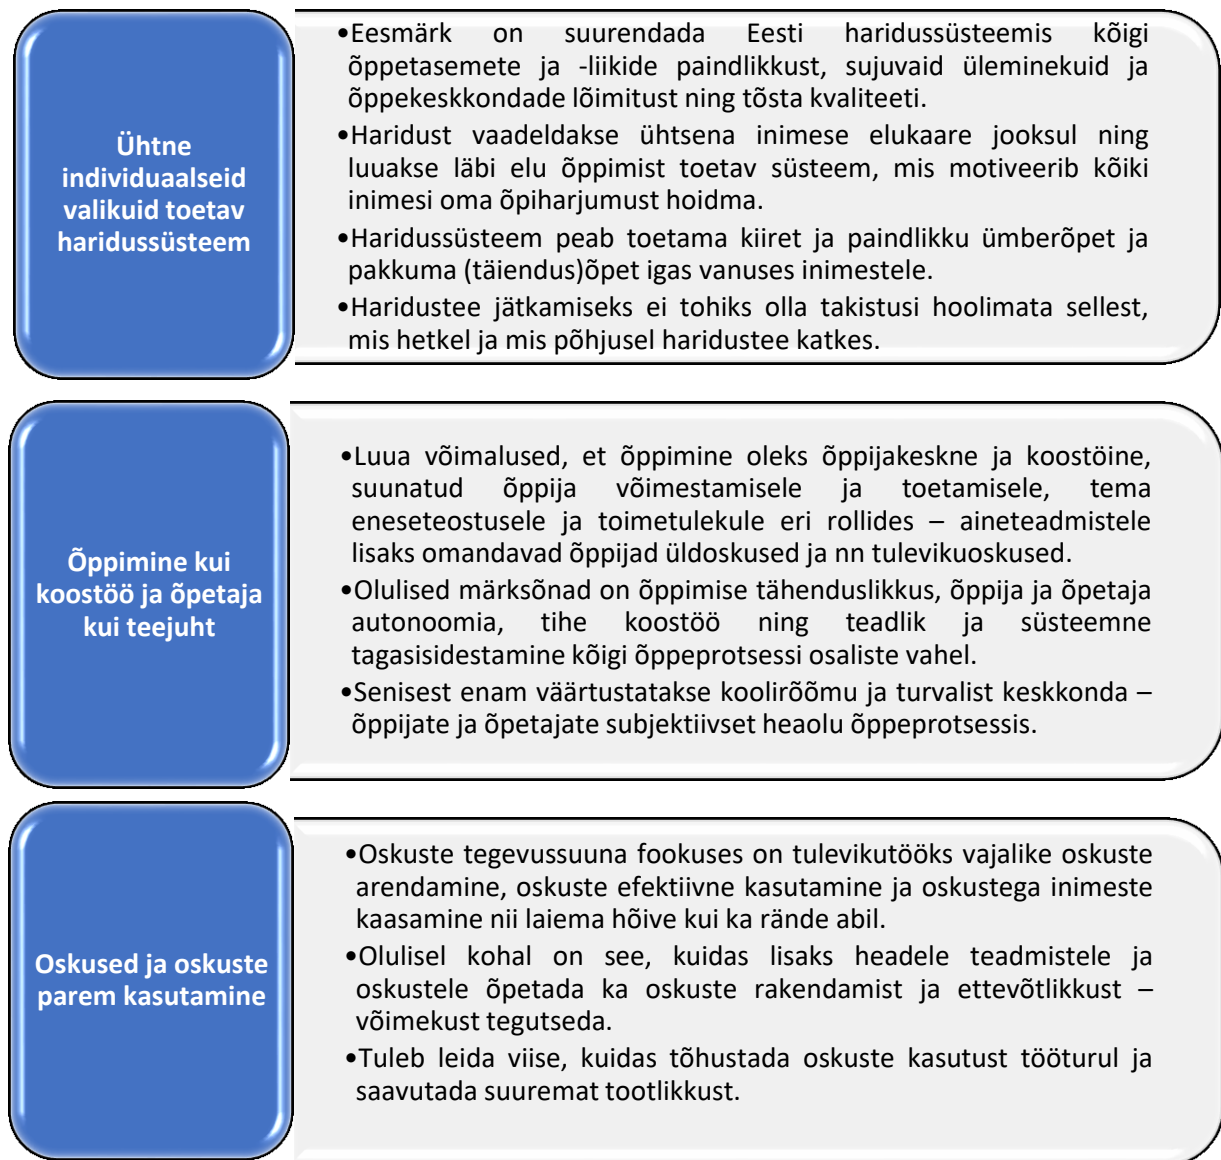 Ühtne
individuaalseid
valikuid toetav
haridussüsteem
•Eesmärk on suurendada Eesti haridussüsteemis kõigi
õppetasemete ja -liikide paindlikkust, sujuvaid üleminekuid ja
õppekeskkondade lõimitust ning tõsta kvaliteeti.
•Haridust vaadeldakse ühtsena inimese elukaare jooksul ning
luuakse läbi elu õppimist toetav süsteem, mis motiveerib kõiki
inimesi oma õpiharjumust hoidma.
•Haridussüsteem peab toetama kiiret ja paindlikku ümberõpet ja
pakkuma (täiendus)õpet igas vanuses inimestele.
•Haridustee jätkamiseks ei tohiks olla takistusi hoolimata sellest,
mis hetkel ja mis põhjusel haridustee katkes.
Õppimine kui
koostöö ja õpetaja
kui teejuht
•Luua võimalused, et õppimine oleks õppijakeskne ja koostöine,
suunatud õppija võimestamisele ja toetamisele, tema
eneseteostusele ja toimetulekule eri rollides – aineteadmistele
lisaks omandavad õppijad üldoskused ja nn tulevikuoskused.
•Olulised märksõnad on õppimise tähenduslikkus, õppija ja õpetaja
autonoomia, tihe koostöö ning teadlik ja süsteemne
tagasisidestamine kõigi õppeprotsessi osaliste vahel.
•Senisest enam väärtustatakse koolirõõmu ja turvalist keskkonda –
õppijate ja õpetajate subjektiivset heaolu õppeprotsessis.
Oskused ja oskuste
parem kasutamine
•Oskuste tegevussuuna fookuses on tulevikutööks vajalike oskuste
arendamine, oskuste efektiivne kasutamine ja oskustega inimeste
kaasamine nii laiema hõive kui ka rände abil.
•Olulisel kohal on see, kuidas lisaks headele teadmistele ja
oskustele õpetada ka oskuste rakendamist ja ettevõtlikkust –
võimekust tegutseda.
•Tuleb leida viise, kuidas tõhustada oskuste kasutust tööturul ja
saavutada suuremat tootlikkust.